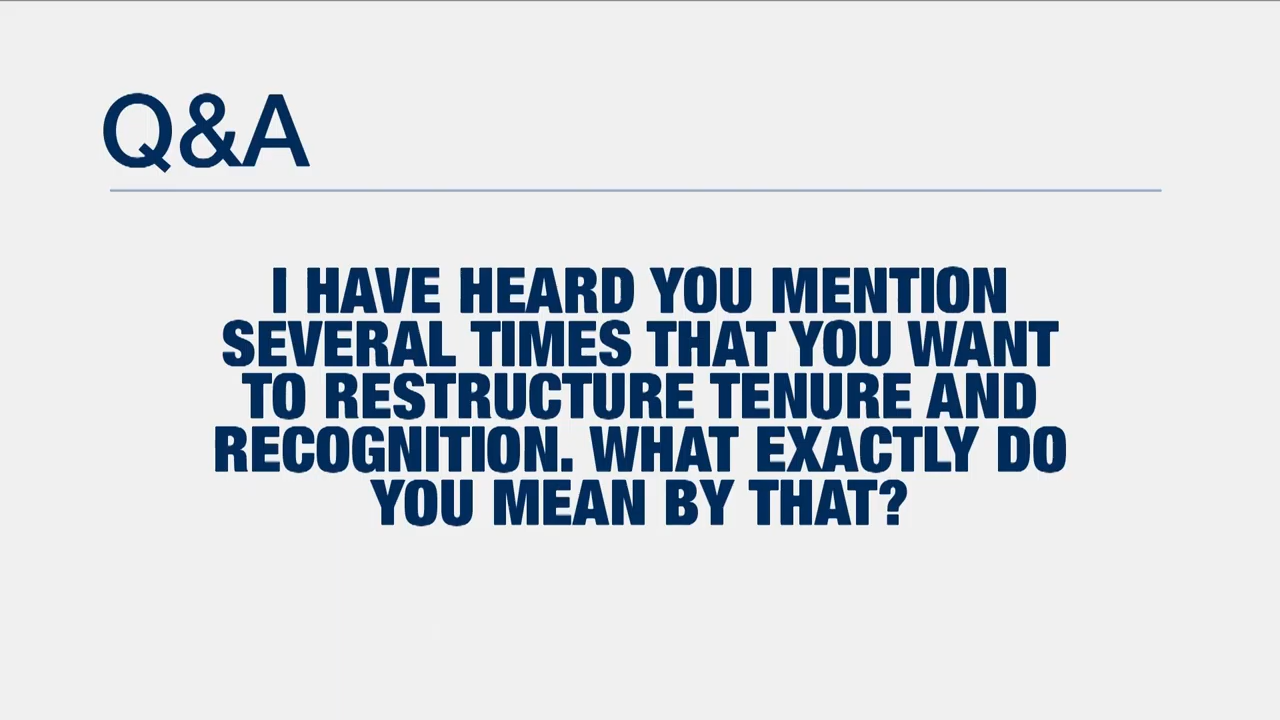 Q&A
I HAVE HEARD YOU MENTION
SEVERAL TIMES THAT YOU WANT
TO RESTRUCTURE TENURE AND
RECOGNITION. WHAT EXACTLY DO
YOU MEAN BY THAT?